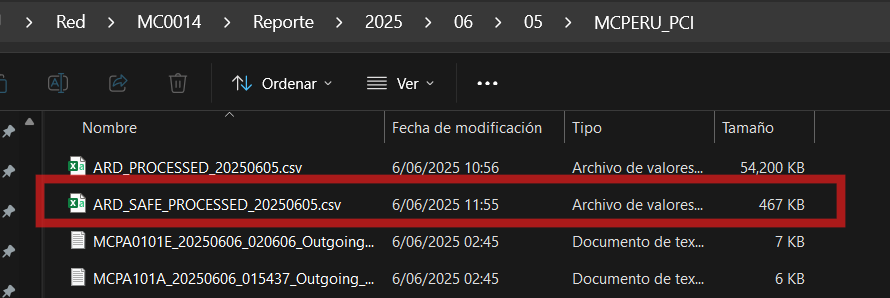 Red > MC0014 > Reporte > 2025 > 06 > 05 > MCPERU_PCI
Ordenar Ver ...
Nombre Fecha de modificación Tipo Tamaño
ARD_PROCESSED_20250605.csv 6/06/2025 10:56 Archivo de valores... 54,200 KB
ARD_SAFE_PROCESSED_20250605.csv 6/06/2025 11:55 Archivo de valores... 467 KB
MCPA0101E_20250606_020606_Outgoing... 6/06/2025 02:45 Documento de tex... 7 KB
MCPA101A_20250606_015437_Outgoing_... 6/06/2025 02:45 Documento de tex... 6 KB